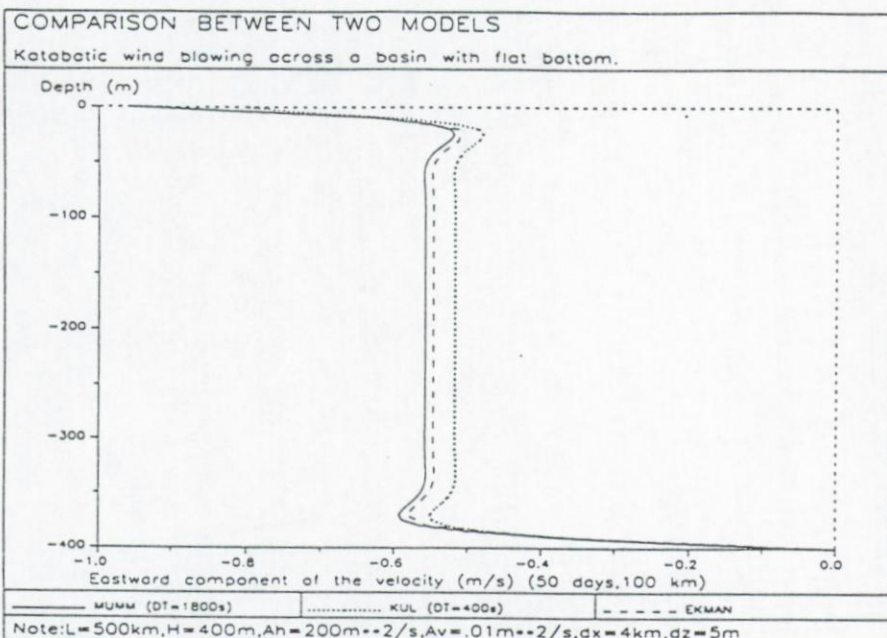 COMPARISON BETWEEN TWO MODELS
Katabatic wind blowing across a basin with flat bottom.
Depth (m)
0
-100
-200
-300
-400
-1.0 -0.8 -0.6 -0.4 -0.2 -0.0
Eastward component of the velocity (m/s) (50 days,100 km)
MUMM (DT=1800s) KUL (DT=400s) EKMAN
Note:L=500km,H=400m,Ah=200m**2/s,Av=.01m**2/s,dx=4km,dz=5m